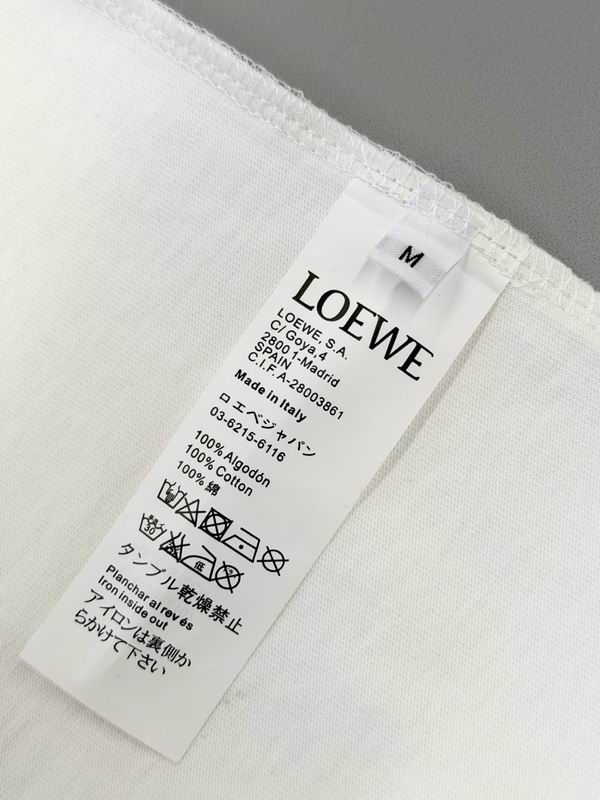 M
LOEWE
LOEWE, S.A.
C/ Goya, 4
28001-Madrid
SPAIN
C.I.F. A-28003861
Made in Italy
ロエベジャパン
03-6215-6116
100% Algodón
100% Cotton
100% 綿
30
低
タンブル乾燥禁止
Planchar al revés
Iron inside out
アイロンは裏側か
らかけて下さい